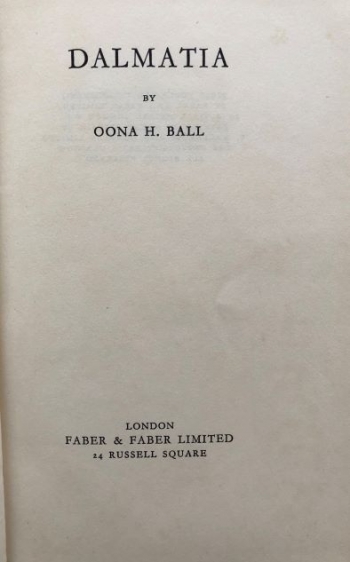 DALMATIA
BY
OONA H. BALL
LONDON
FABER & FABER LIMITED
24 RUSSELL SQUARE